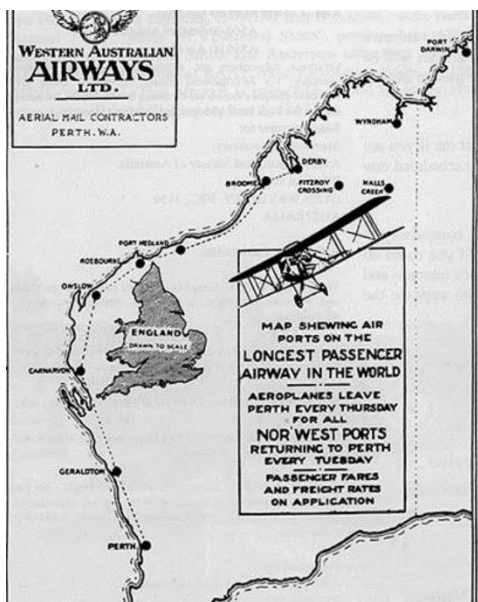 WESTERN AUSTRALIAN
AIRWAYS
LTD.
AERIAL MAIL CONTRACTORS
PERTH. W.A.
PORT
DARWIN
WYNDHAM
DERBY
BROOME
FITZROY
CROSSING
HALLS
CREEK
PORT HEDLAND
ROEBOURNE
ONSLOW
ENGLAND
DRAWN TO SCALE
CARNARVON
GERALDTON
PERTH
MAP SHEWING AIR
PORTS ON THE
LONGEST PASSENGER
AIRWAY IN THE WORLD
AEROPLANES LEAVE
PERTH EVERY THURSDAY
FOR ALL
NOR'WEST PORTS
RETURNING TO PERTH
EVERY TUESDAY
PASSENGER FARES
AND FREIGHT RATES
ON APPLICATION